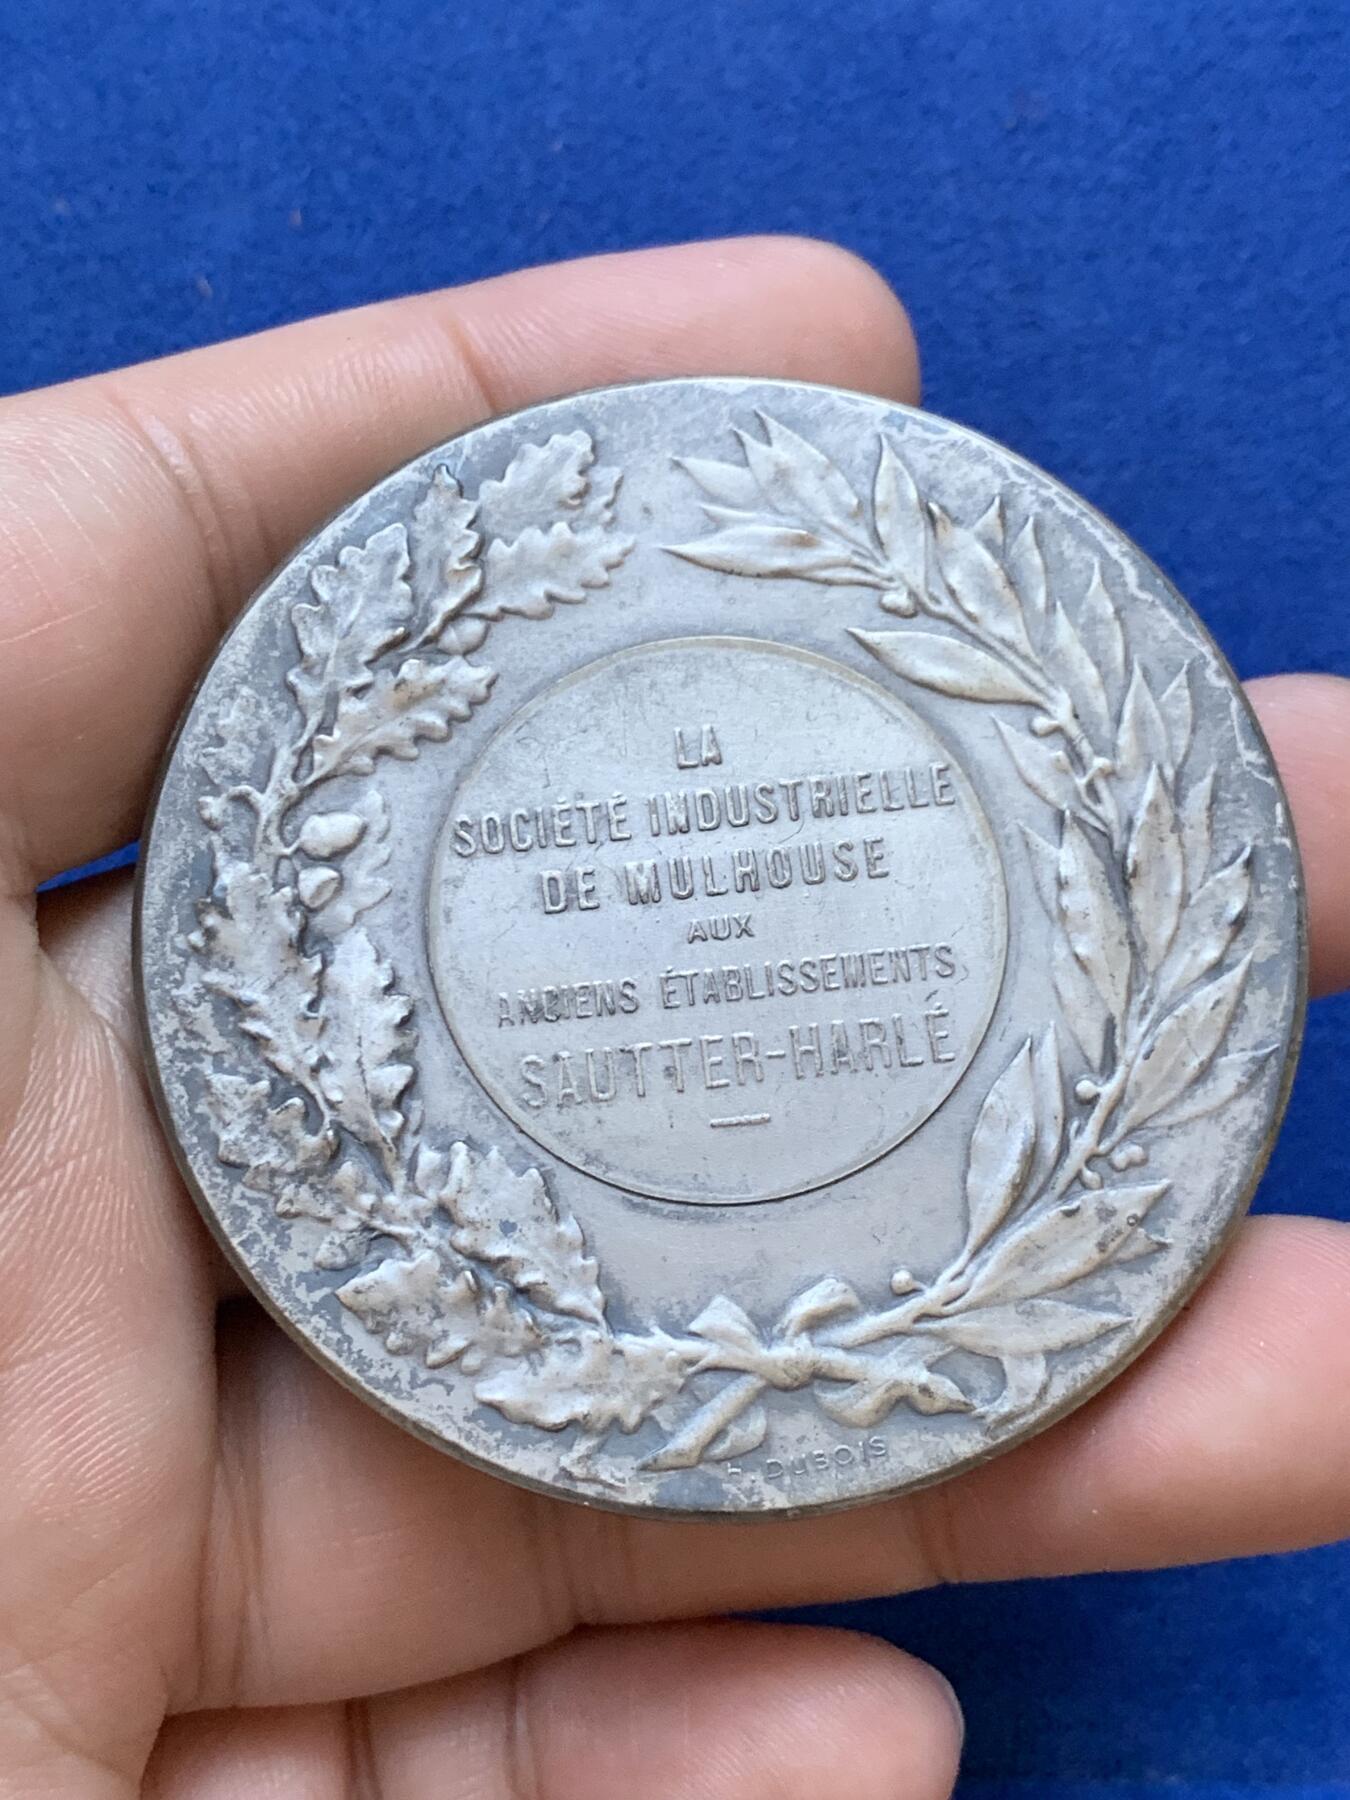 LA
SOCIÉTÉ INDUSTRIELLE
DE MULHOUSE
AUX
ANCIENS ÉTABLISSEMENTS
SAUTTER-HARLÉ
H. DUBOIS